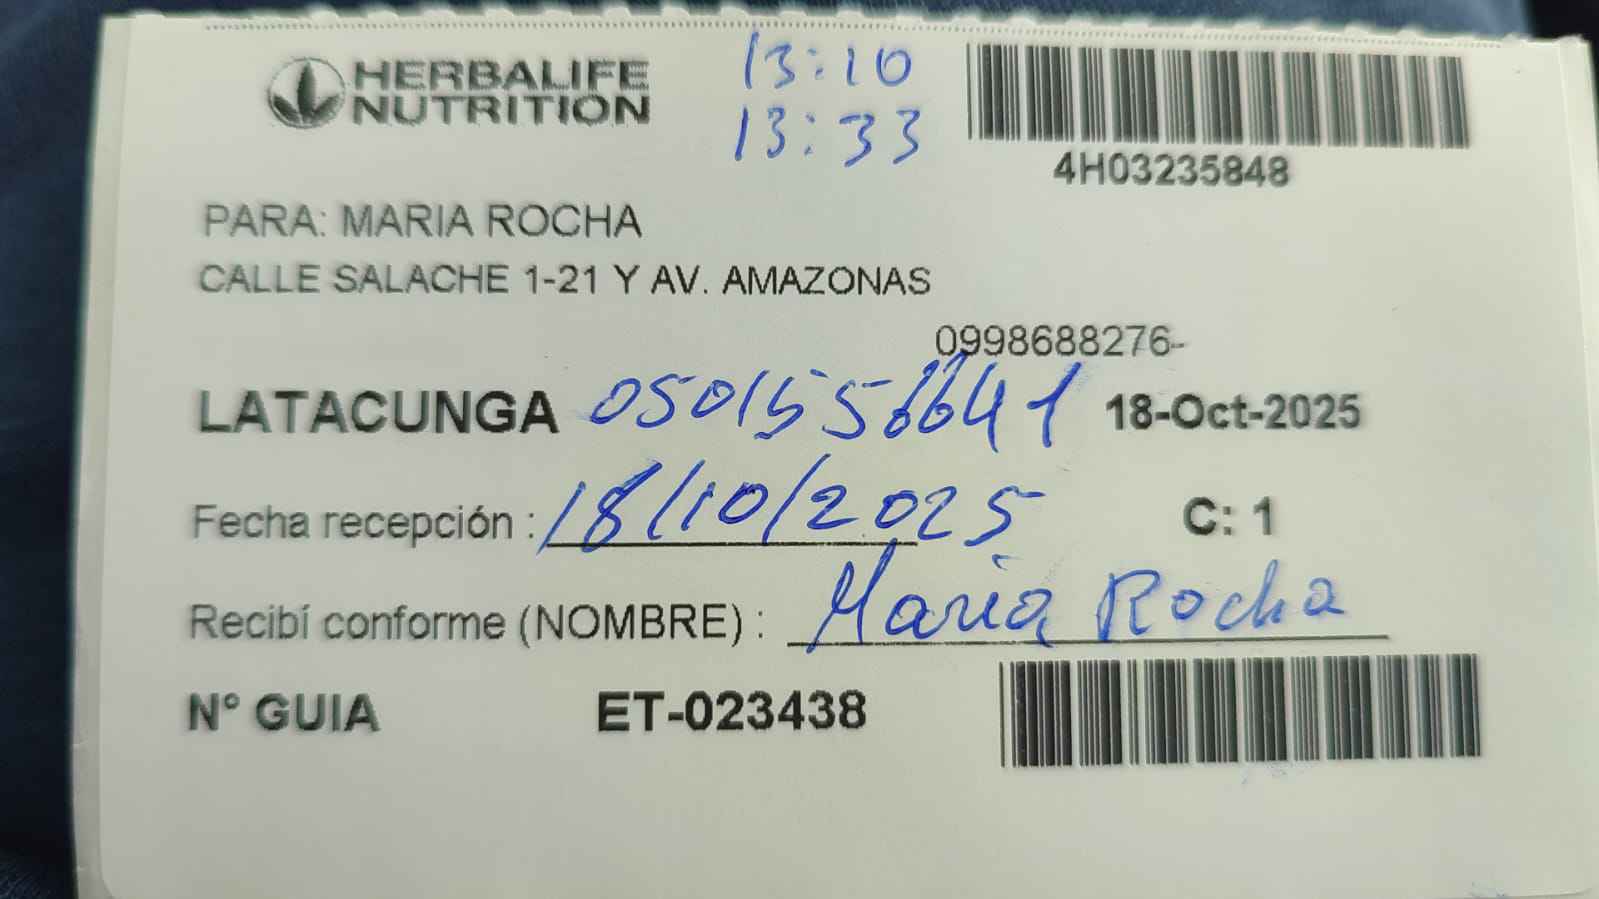 HERBALIFE
NUTRITION
13:10
13:33
4H03235848
PARA: MARIA ROCHA
CALLE SALACHE 1-21 Y AV. AMAZONAS
0998688276-
LATACUNGA 0501556641 18-Oct-2025
Fecha recepción : 18/10/2025 C: 1
Recibí conforme (NOMBRE) : Maria Rocha
N° GUIA ET-023438